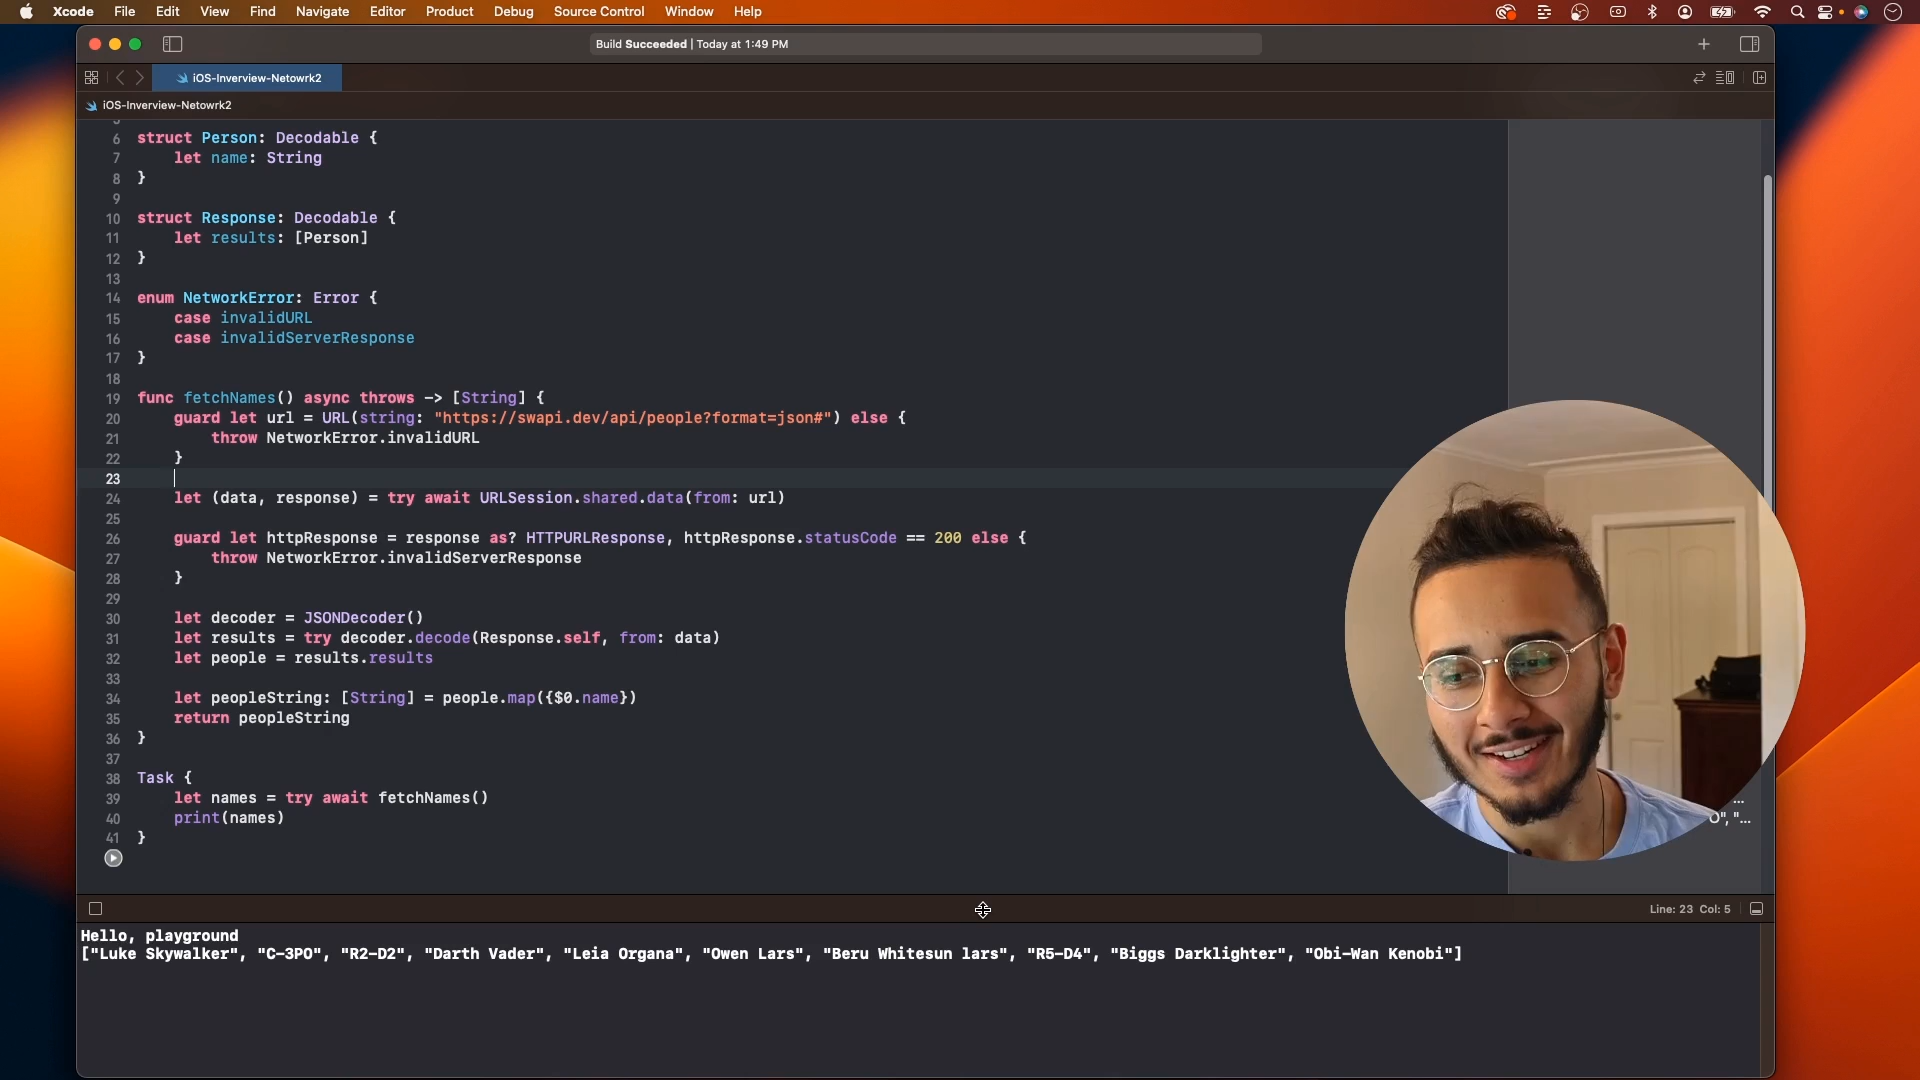 Xcode File Edit View Find Navigate Editor Product Debug Source Control Window Help
Build Succeeded | Today at 1:49 PM
iOS-Inverview-Netowrk2
iOS-Inverview-Netowrk2
6 struct Person: Decodable {
7 let name: String
8 }
9
10 struct Response: Decodable {
11 let results: [Person]
12 }
13
14 enum NetworkError: Error {
15 case invalidURL
16 case invalidServerResponse
17 }
18
19 func fetchNames() async throws -> [String] {
20 guard let url = URL(string: "https://swapi.dev/api/people?format=json#") else {
21 throw NetworkError.invalidURL
22 }
23
24 let (data, response) = try await URLSession.shared.data(from: url)
25
26 guard let httpResponse = response as? HTTPURLResponse, httpResponse.statusCode == 200 else {
27 throw NetworkError.invalidServerResponse
28 }
29
30 let decoder = JSONDecoder()
31 let results = try decoder.decode(Response.self, from: data)
32 let people = results.results
33
34 let peopleString: [String] = people.map({$0.name})
35 return peopleString
36 }
37
38 Task {
39 let names = try await fetchNames()
...
40 print(names)
O", "...
41 }
Line: 23 Col: 5
Hello, playground
["Luke Skywalker", "C-3PO", "R2-D2", "Darth Vader", "Leia Organa", "Owen Lars", "Beru Whitesun lars", "R5-D4", "Biggs Darklighter", "Obi-Wan Kenobi"]